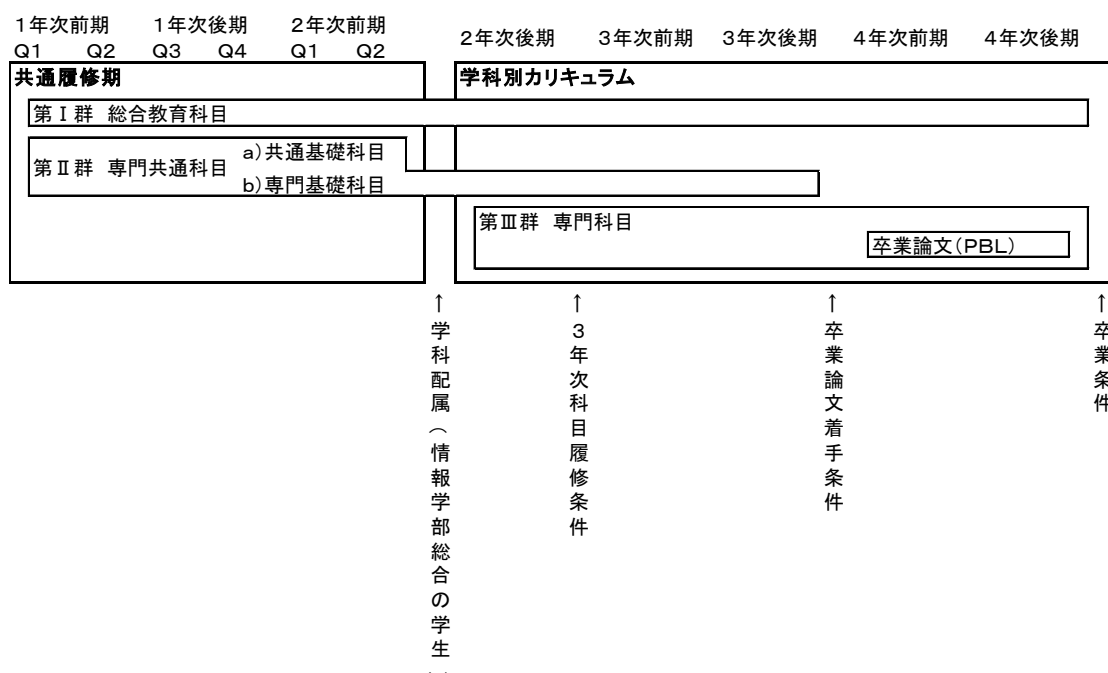 1年次前期 1年次後期 2年次前期
2年次後期 3年次前期 3年次後期 4年次前期 4年次後期
Q1 Q2 Q3 Q4 Q1 Q2
共通履修期
学科別カリキュラム
第Ⅰ群 総合教育科目
第Ⅱ群 専門共通科目
a)共通基礎科目
b)専門基礎科目
第Ⅲ群 専門科目
卒業論文(PBL)
↑学科配属(情報学部総合の学生
↑3年次科目履修条件
↑卒業論文着手条件
↑卒業条件